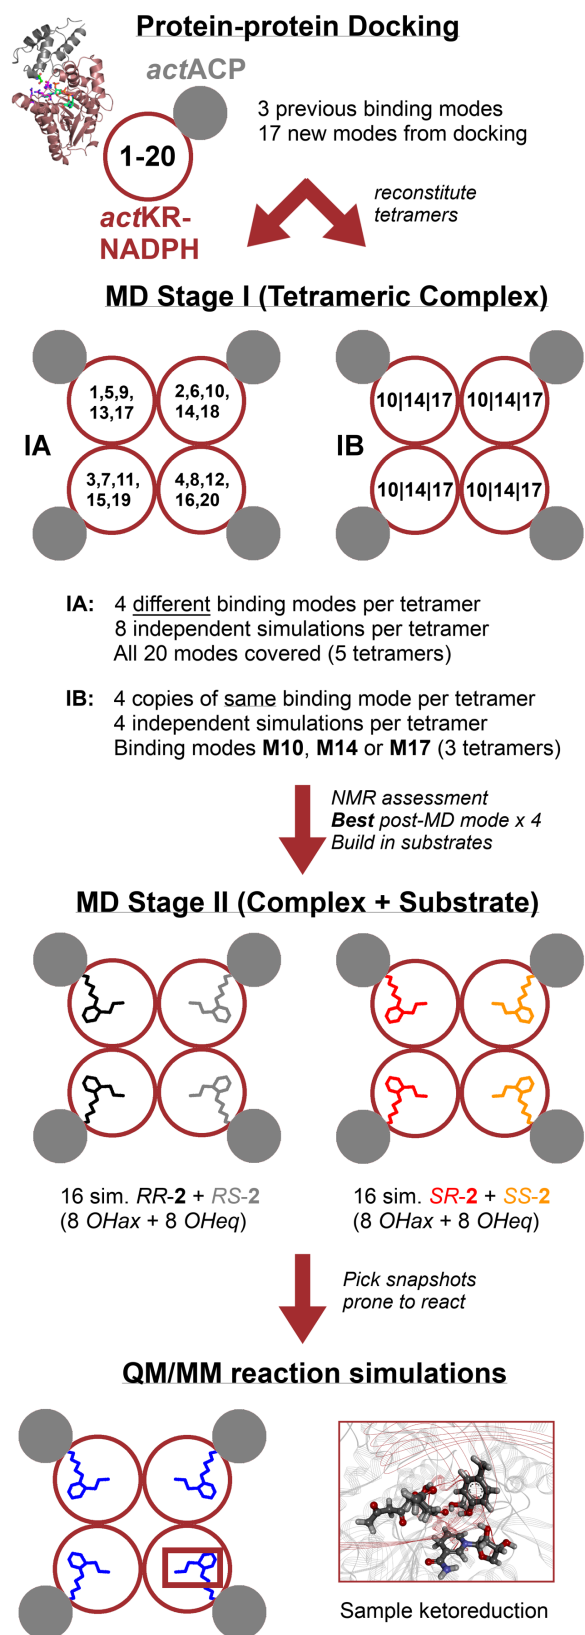 Protein-protein Docking
actACP
3 previous binding modes
17 new modes from docking
1-20
actKR-
NADPH
reconstitute
tetramers
MD Stage I (Tetrameric Complex)
IA
1,5,9,
13,17
2,6,10,
14,18
3,7,11,
15,19
4,8,12,
16,20
IB
10|14|17
10|14|17
10|14|17
10|14|17
IA: 4 different binding modes per tetramer
8 independent simulations per tetramer
All 20 modes covered (5 tetramers)
IB: 4 copies of same binding mode per tetramer
4 independent simulations per tetramer
Binding modes M10, M14 or M17 (3 tetramers)
NMR assessment
Best post-MD mode x 4
Build in substrates
MD Stage II (Complex + Substrate)
16 sim. RR-2 + RS-2
(8 OHax + 8 OHeq)
16 sim. SR-2 + SS-2
(8 OHax + 8 OHeq)
Pick snapshots
prone to react
QM/MM reaction simulations
Sample ketoreduction